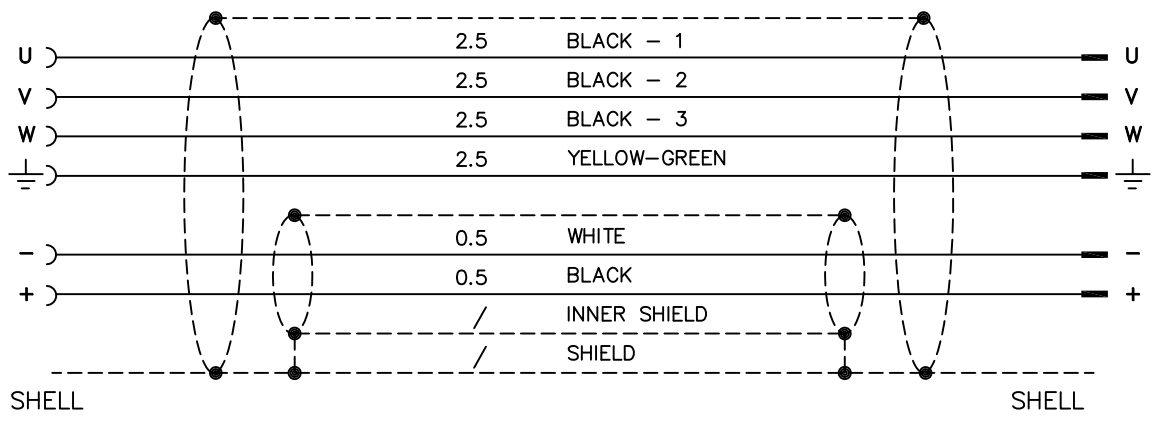 2.5 BLACK - 1
U U
2.5 BLACK - 2
V V
2.5 BLACK - 3
W W
2.5 YELLOW-GREEN
0.5 WHITE
- -
0.5 BLACK
+ +
/ INNER SHIELD
/ SHIELD
SHELL SHELL